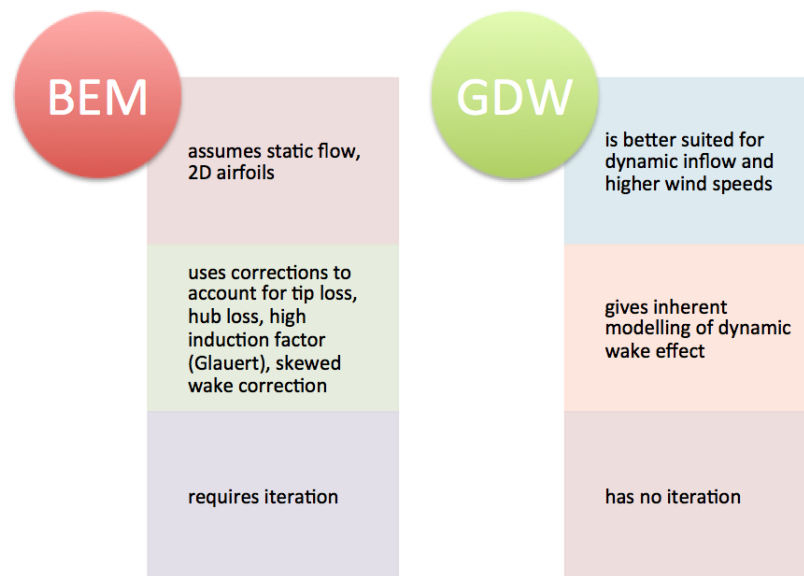 BEM
assumes static flow,
2D airfoils
uses corrections to
account for tip loss,
hub loss, high
induction factor
(Glauert), skewed
wake correction
requires iteration
GDW
is better suited for
dynamic inflow and
higher wind speeds
gives inherent
modelling of dynamic
wake effect
has no iteration